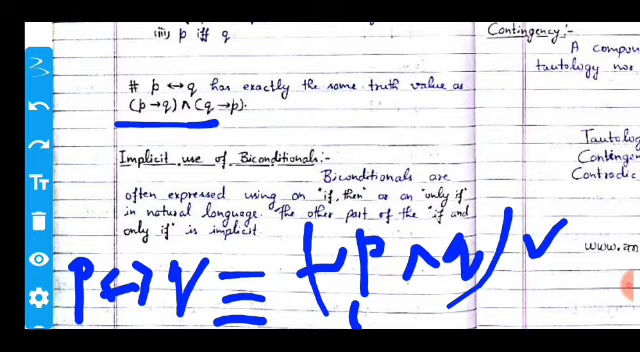 (iii) p iff q
# p ↔ q has exactly the same truth value as
(p → q) ∧ (q → p).
Implicit use of Biconditionals:-
Biconditionals are
often expressed using an "if, then" or an "only if"
in natural language. The other part of the "if and
only if" is implicit.
p ↔ q ≡ (p ∧ q) ∨
Contingency:-
A compoun
tautology nor
Tautolog
Contingen
Contradic
www.am